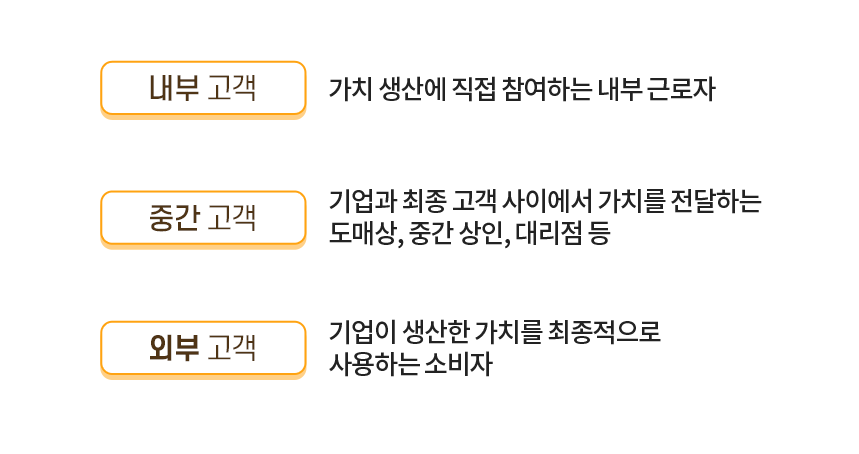 내부 고객
가치 생산에 직접 참여하는 내부 근로자
중간 고객
기업과 최종 고객 사이에서 가치를 전달하는
도매상, 중간 상인, 대리점 등
외부 고객
기업이 생산한 가치를 최종적으로
사용하는 소비자